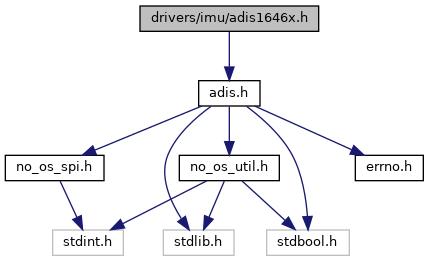 drivers/imu/adis1646x.h
adis.h
no_os_spi.h
no_os_util.h
errno.h
stdint.h
stdlib.h
stdbool.h